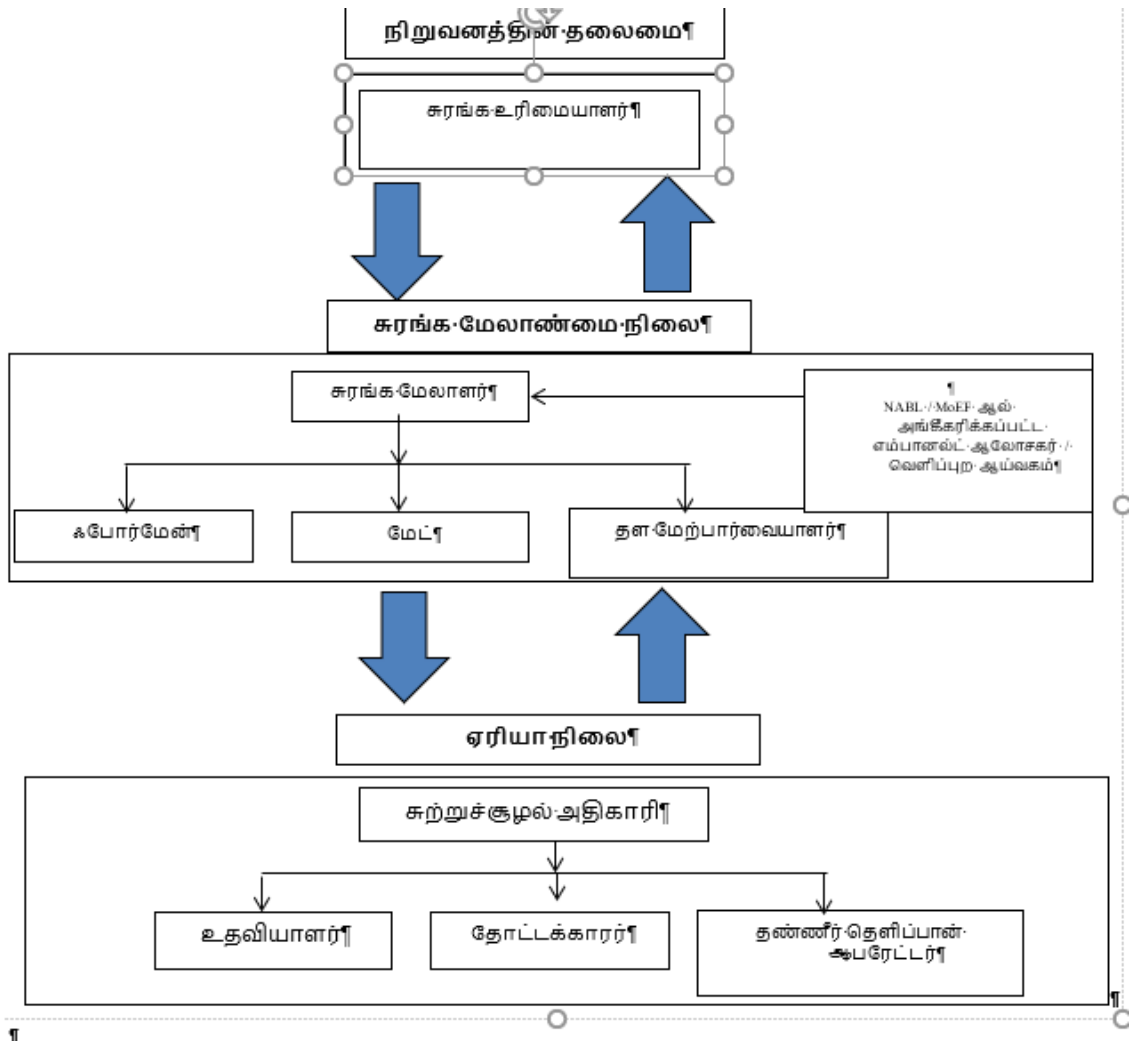 நிறுவனத்தின் தலைமை¶
சுரங்க உரிமையாளர்¶
சுரங்க மேலாண்மை நிலை¶
சுரங்க மேலாளர்¶
¶
NABL / MoEF ஆல்
அங்கீகரிக்கப்பட்ட
எம்பானல்ட் ஆலோசகர் /
வெளிப்புற ஆய்வகம்¶
ஃபோர்மேன்¶
மேட்¶
தள மேற்பார்வையாளர்¶
ஏரியா நிலை¶
சுற்றுச்சூழல் அதிகாரி¶
உதவியாளர்¶
தோட்டக்காரர்¶
தண்ணீர் தெளிப்பான்
ஆபரேட்டர்¶
¶
¶